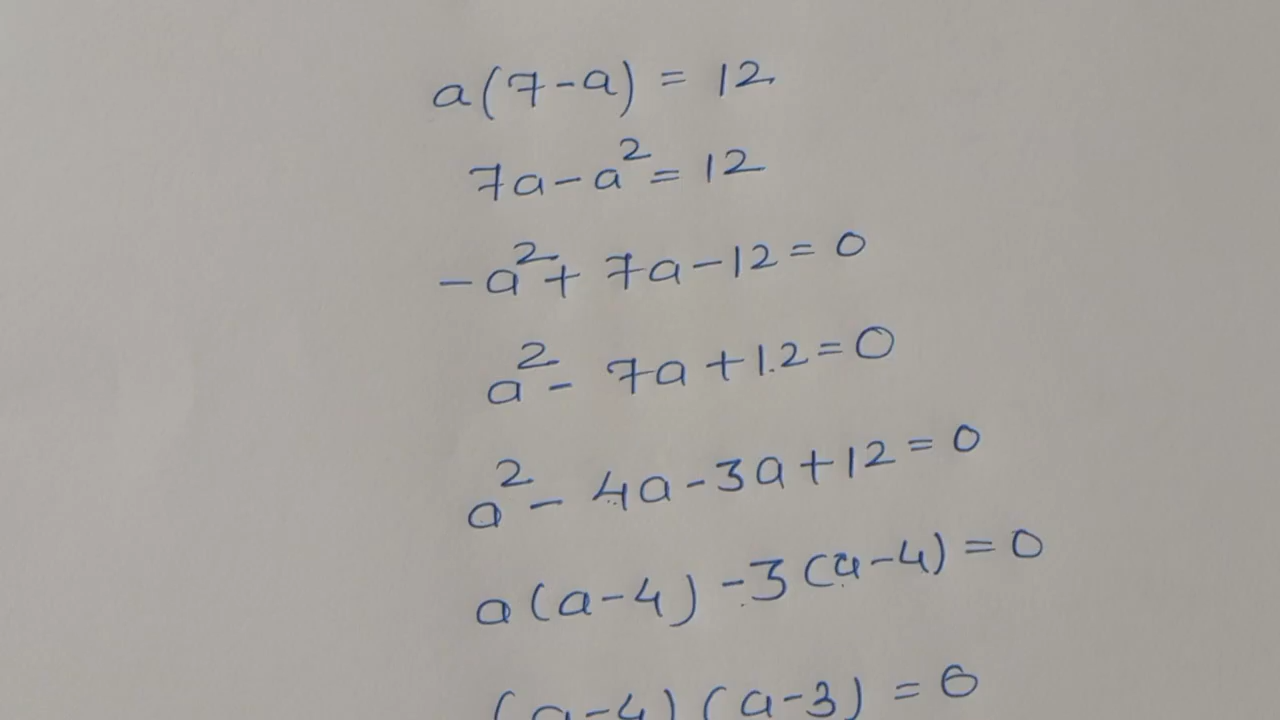 a(7-a) = 12
7a-a² = 12
-a²+ 7a-12=0
a²- 7a+12=0
a²- 4a-3a+12=0
a(a-4) -3(a-4)=0
(a-4)(a-3) =0